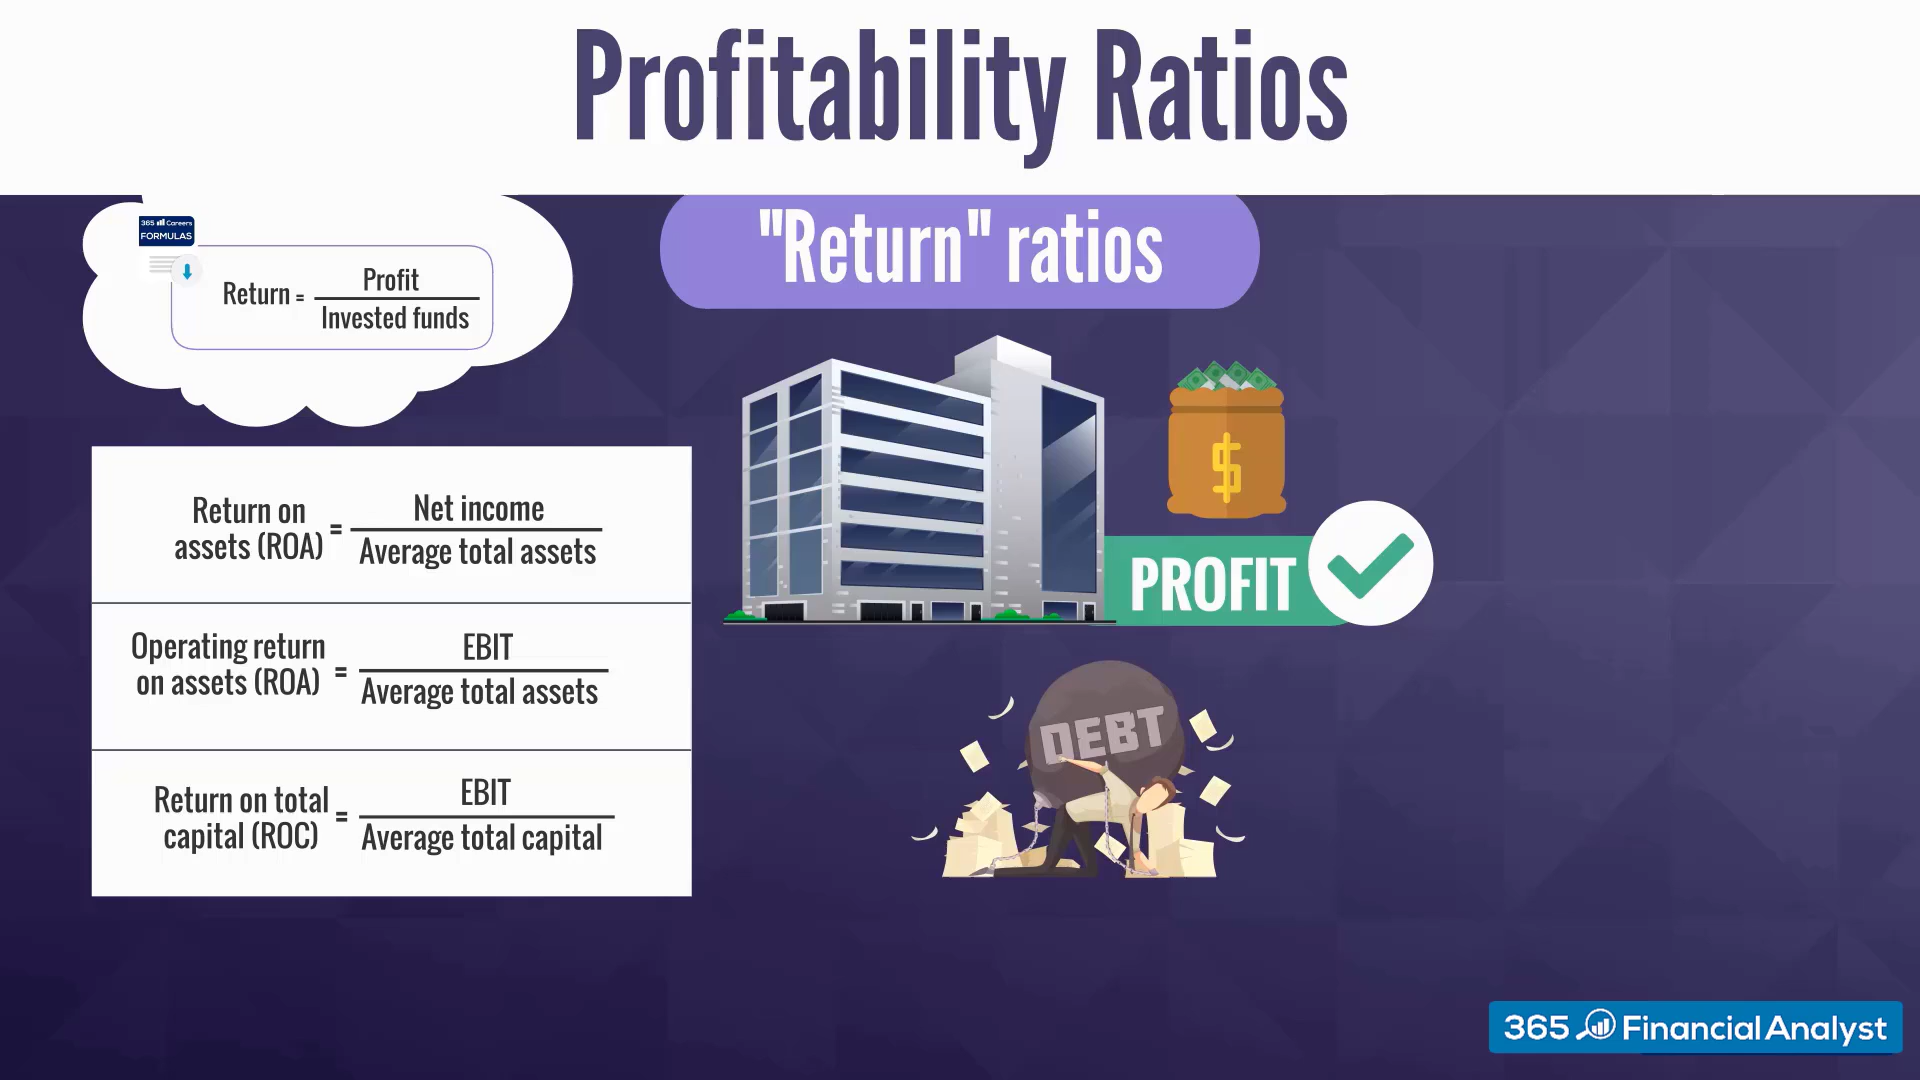 Profitability Ratios
365 Careers
FORMULAS
Return = Profit
Invested funds
"Return" ratios
Return on
assets (ROA) = Net income
Average total assets
Operating return
on assets (ROA) = EBIT
Average total assets
Return on total
capital (ROC) = EBIT
Average total capital
$
PROFIT
DEBT
365 Financial Analyst